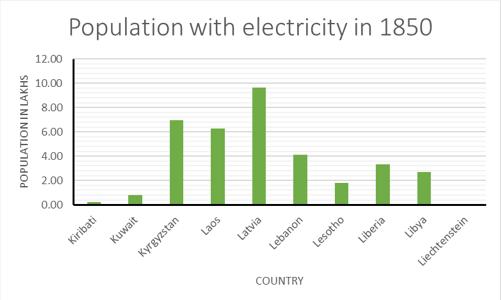 Population with electricity in 1850
POPULATION IN LAKHS
12.00
10.00
8.00
6.00
4.00
2.00
0.00
Kiribati
Kuwait
Kyrgyzstan
Laos
Latvia
Lebanon
Lesotho
Liberia
Libya
Liechtenstein
COUNTRY